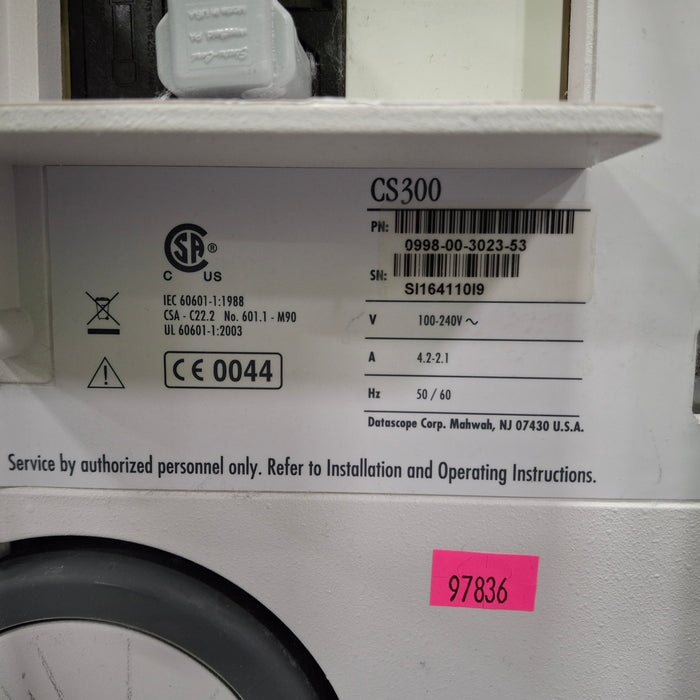 CS300
PN:
0998-00-3023-53
SN:
SI164110I9
SA ®
C US
IEC 60601-1:1988
CSA - C22.2 No. 601.1 - M90
UL 60601-1:2003
CE 0044
V 100-240V ~
A 4.2-2.1
Hz 50 / 60
Datascope Corp. Mahwah, NJ 07430 U.S.A.
Service by authorized personnel only. Refer to Installation and Operating Instructions.
97836